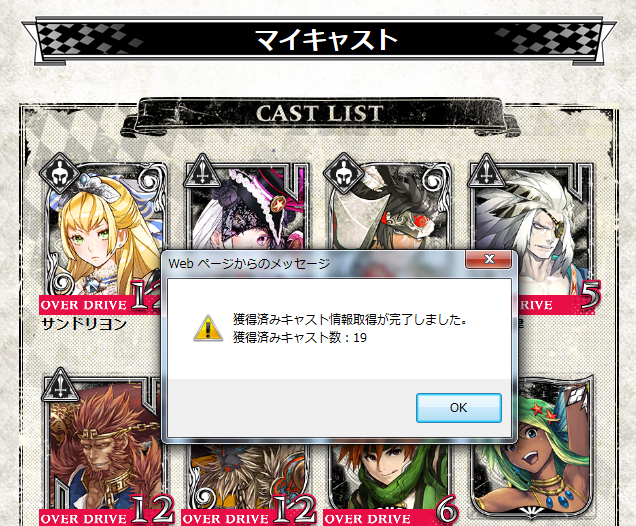 マイキャスト
CAST LIST
OVER DRIVE 12
RIVE 5
サンドリヨン
Web ページからのメッセージ
獲得済みキャスト情報取得が完了しました。
獲得済みキャスト数：19
OK
OVER DRIVE 12
OVER DRIVE 12
OVER DRIVE 6